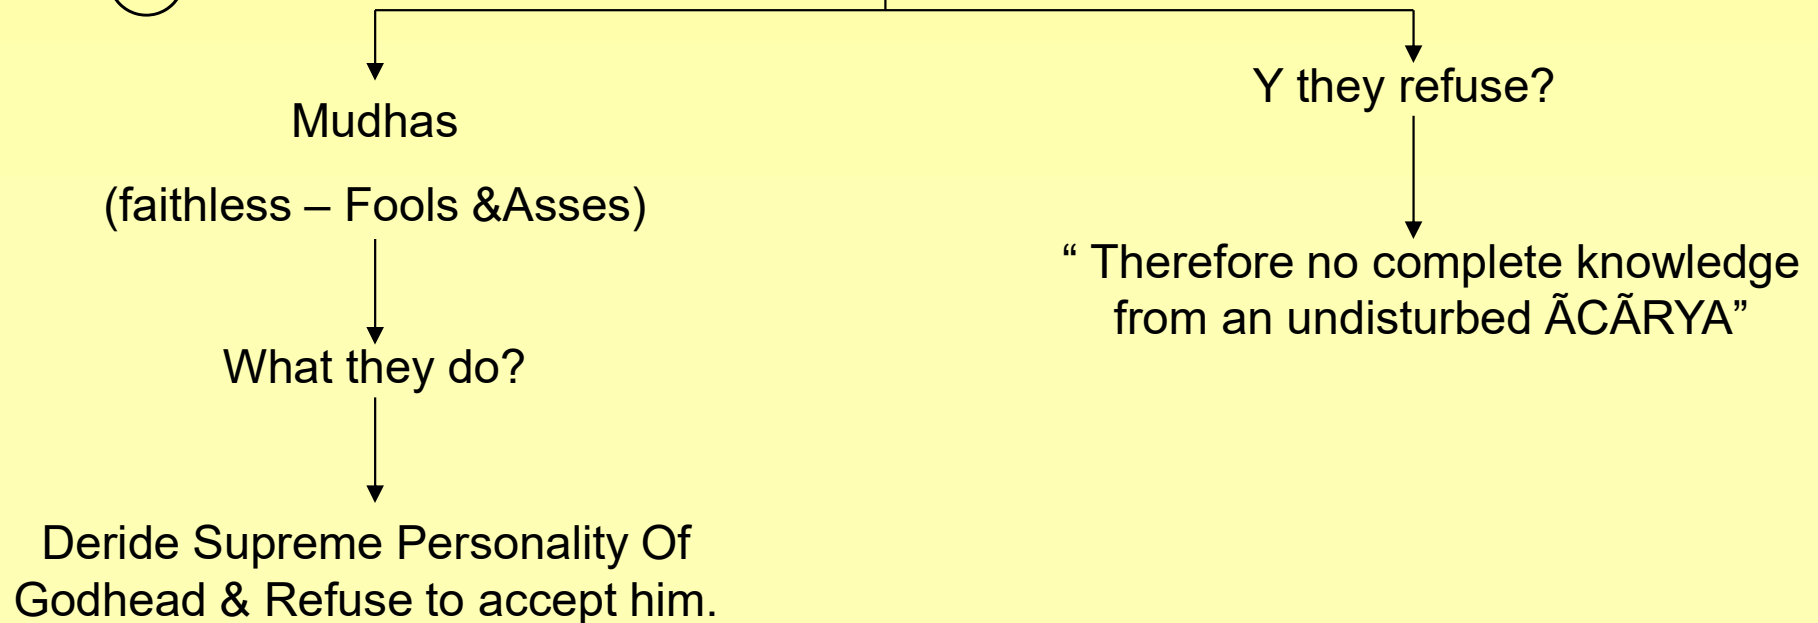 Mudhas
(faithless – Fools &Asses)
What they do?
Deride Supreme Personality Of
Godhead & Refuse to accept him.
Y they refuse?
“ Therefore no complete knowledge
from an undisturbed ÃCÃRYA”